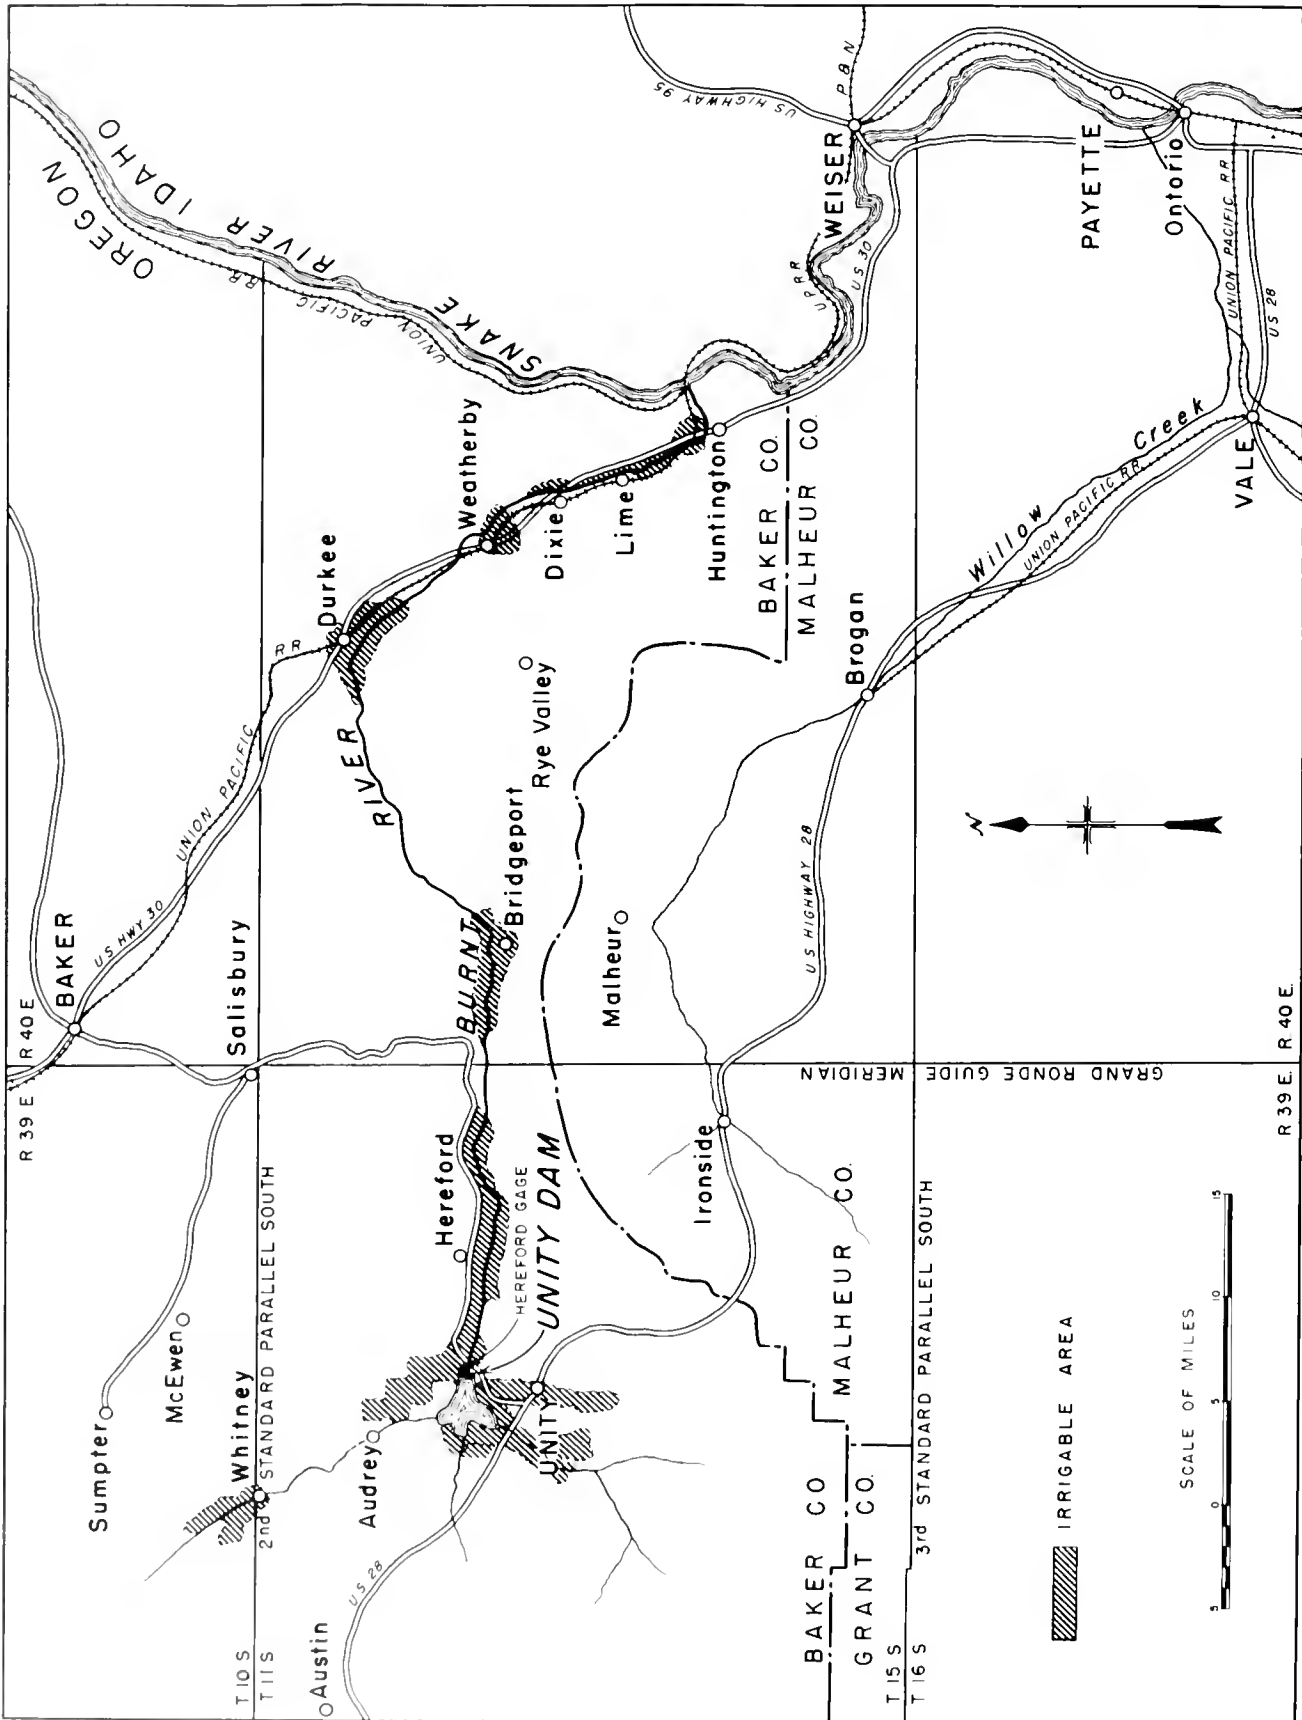 R 39 E
R 40 E
BAKER
US HWY 30
UNION PACIFIC
RR
OREGON
IDAHO
SNAKE RIVER
UNION PACIFIC R.R.
Sumpter
McEwen
Salisbury
Whitney
T 10 S
T 11 S
2nd STANDARD PARALLEL SOUTH
Austin
Audrey
US 28
Hereford
HEREFORD GAGE
UNITY DAM
UNITY
BURNT RIVER
Bridgeport
Rye Valley
Durkee
Weatherby
Dixie
Lime
Huntington
BAKER CO.
MALHEUR CO.
U P RR
US 30
WEISER
US HIGHWAY 95
P & N
Malheur
Ironside
US HIGHWAY 28
Brogan
Willow Creek
UNION PACIFIC RR
VALE
US 28
UNION PACIFIC RR
PAYETTE
Ontorio
BAKER CO
GRANT CO.
MALHEUR CO.
T 15 S
T 16 S
3rd STANDARD PARALLEL SOUTH
GRAND RONDE GUIDE MERIDIAN
N
IRRIGABLE AREA
SCALE OF MILES
5 0 5 10 15
R 39 E.
R. 40 E.